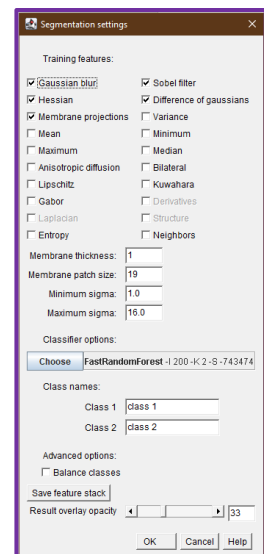 Segmentation settings
Training features:
Gaussian blur Sobel filter
Hessian Difference of gaussians
Membrane projections Variance
Mean Minimum
Maximum Median
Anisotropic diffusion Bilateral
Lipschitz Kuwahara
Gabor Derivatives
Laplacian Structure
Entropy Neighbors
Membrane thickness: 1
Membrane patch size: 19
Minimum sigma: 1.0
Maximum sigma: 16.0
Classifier options:
Choose FastRandomForest -I 200 -K 2 -S -743474
Class names:
Class 1 class 1
Class 2 class 2
Advanced options:
Balance classes
Save feature stack
Result overlay opacity 33
OK Cancel Help